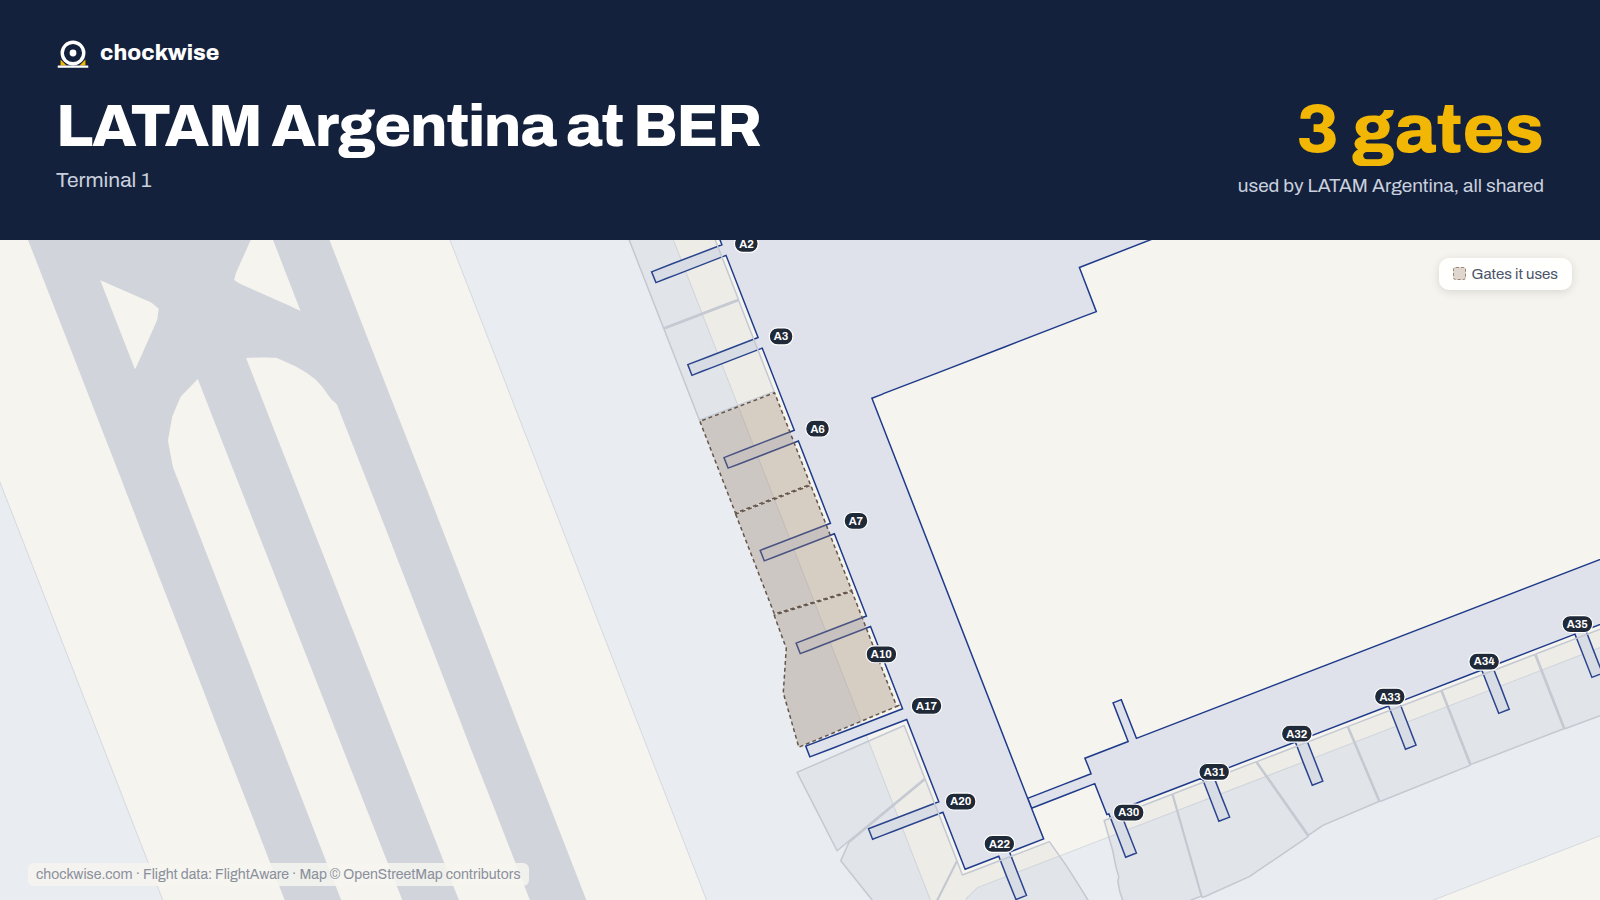 chockwise
LATAM Argentina at BER
Terminal 1
3 gates
used by LATAM Argentina, all shared
Gates it uses
A2
A3
A6
A7
A10
A17
A20
A22
A30
A31
A32
A33
A34
A35
chockwise.com · Flight data: FlightAware · Map © OpenStreetMap contributors